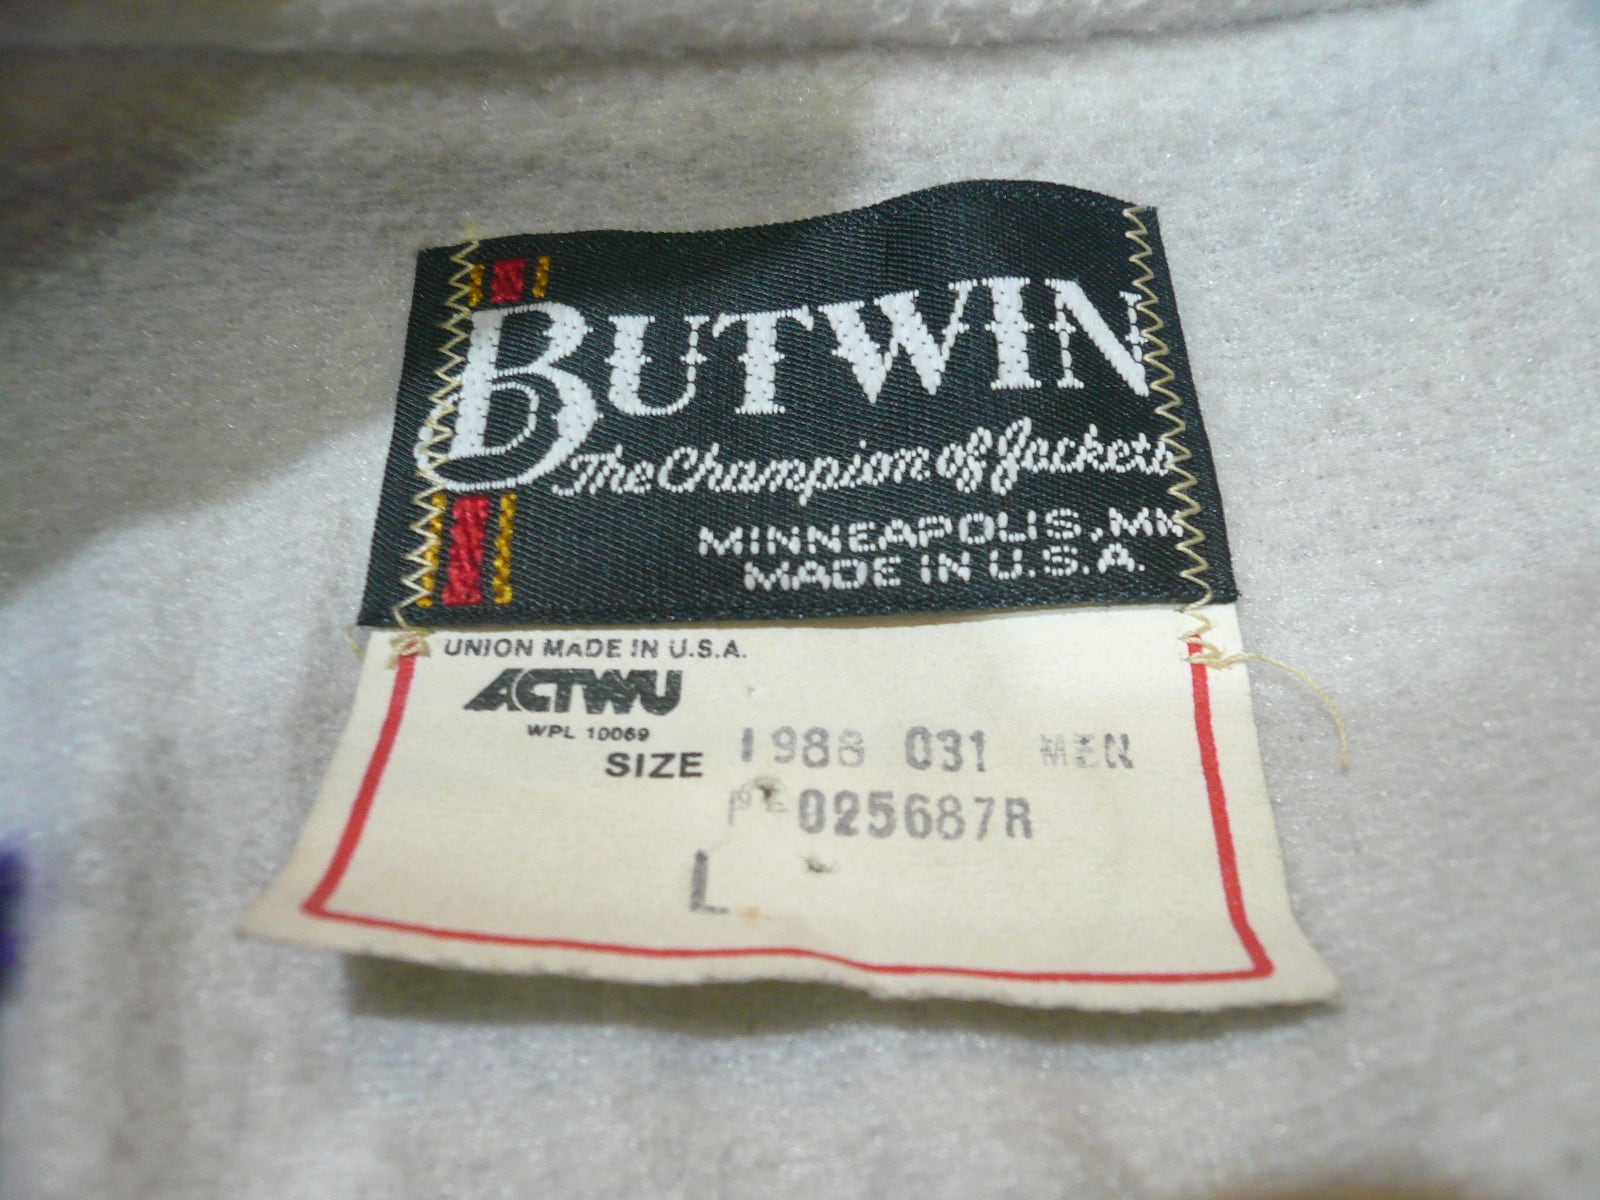 BUTWIN
The Champion of Jackets
MINNEAPOLIS, MN
MADE IN U.S.A.
UNION MADE IN U.S.A.
ACTWU
WPL 10069
SIZE 1988 031 MEN
025687R
L